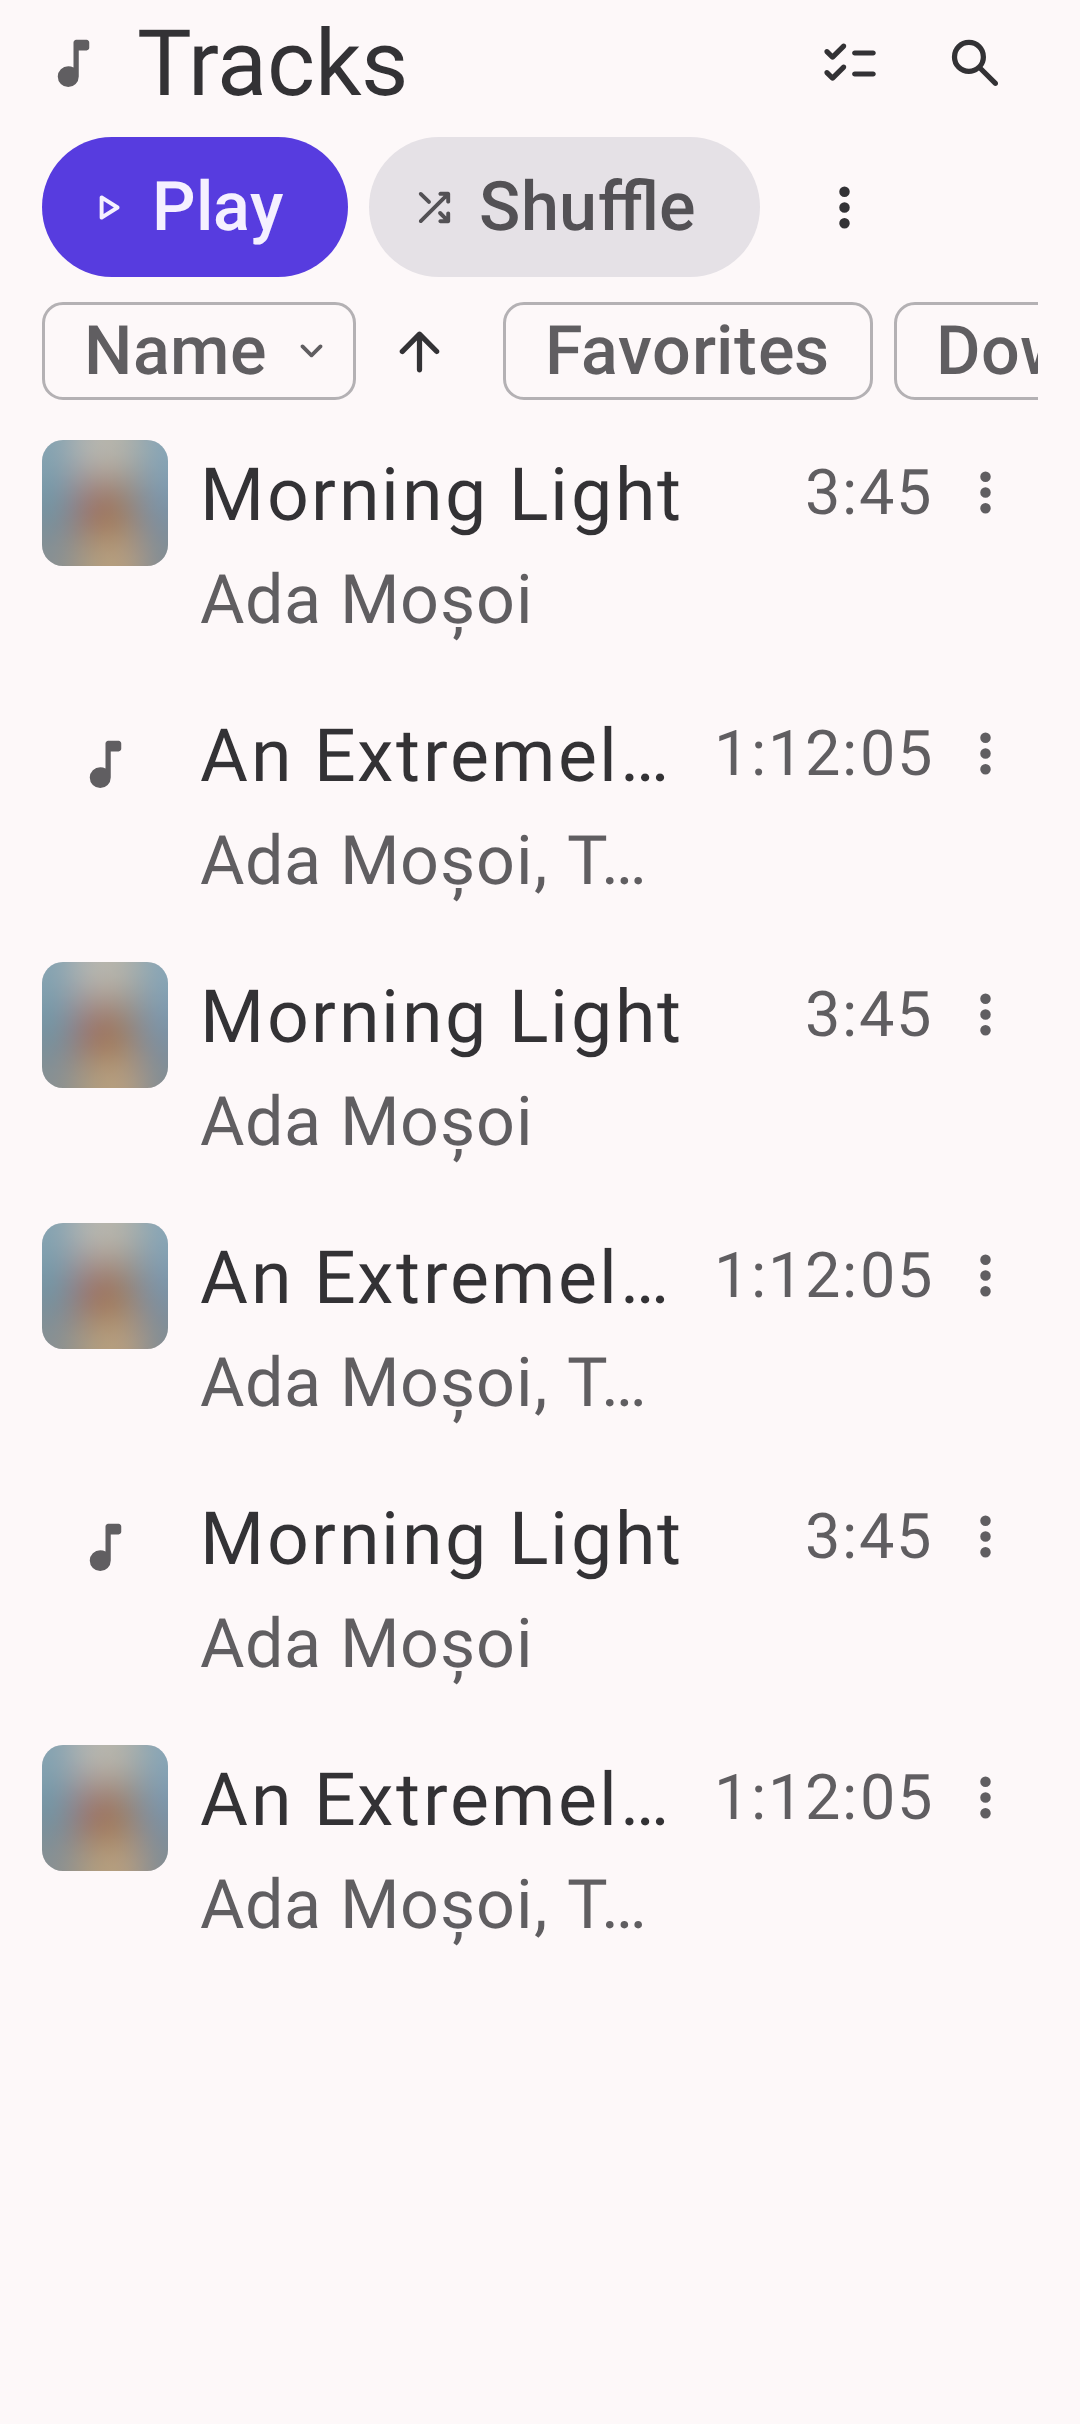 Tracks
Play
Shuffle
Name
Favorites
Dow
Morning Light
3:45
Ada Moșoi
An Extremel…
1:12:05
Ada Moșoi, T…
Morning Light
3:45
Ada Moșoi
An Extremel…
1:12:05
Ada Moșoi, T…
Morning Light
3:45
Ada Moșoi
An Extremel…
1:12:05
Ada Moșoi, T…